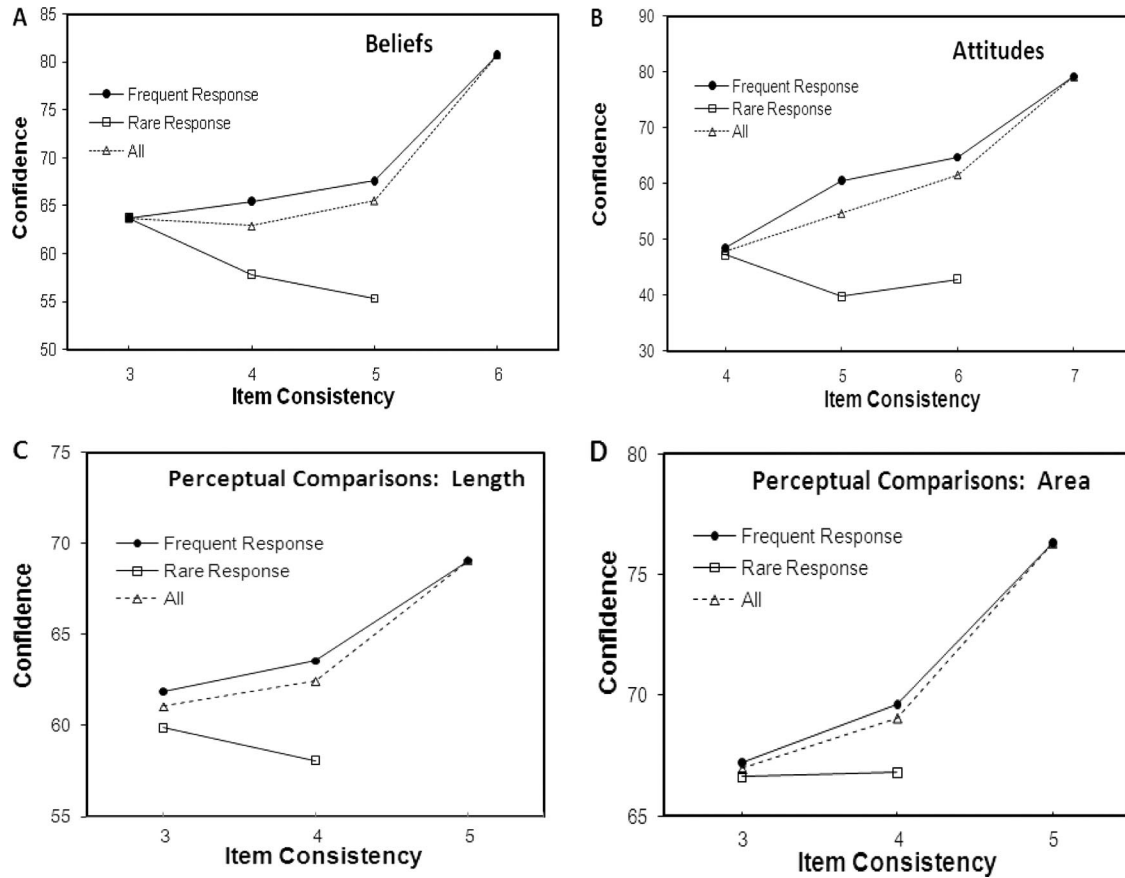 A
Beliefs
85
80
75
70
65
60
55
50
Confidence
Frequent Response
Rare Response
All
3 4 5 6
Item Consistency
B
Attitudes
90
80
70
60
50
40
30
Confidence
Frequent Response
Rare Response
All
4 5 6 7
Item Consistency
C
Perceptual Comparisons: Length
75
70
65
60
55
Confidence
Frequent Response
Rare Response
All
3 4 5
Item Consistency
D
Perceptual Comparisons: Area
80
75
70
65
Confidence
Frequent Response
Rare Response
All
3 4 5
Item Consistency